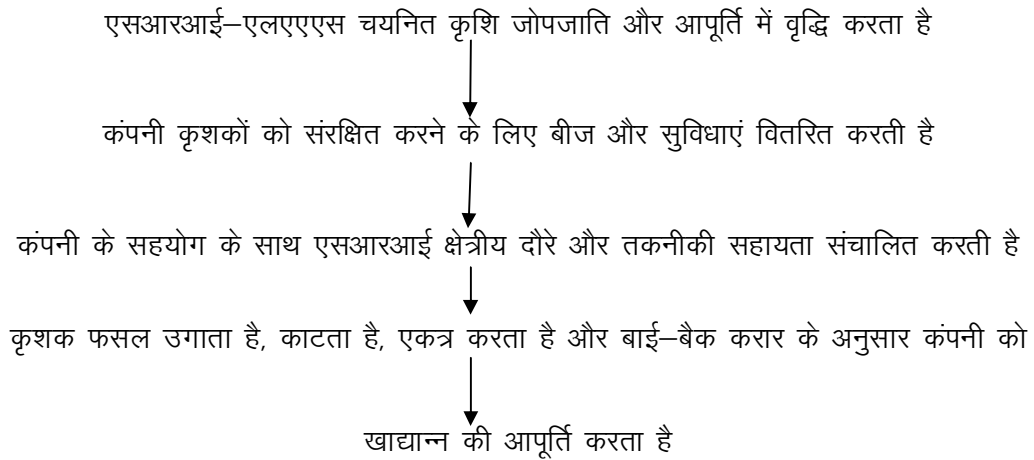 एसआरआई–एलएएएस चयनित कृशि जोपजाति और आपूर्ति में वृद्धि करता है
कंपनी कृशकों को संरक्षित करने के लिए बीज और सुविधाएं वितरित करती है
कंपनी के सहयोग के साथ एसआरआई क्षेत्रीय दौरे और तकनीकी सहायता संचालित करती है
कृशक फसल उगाता है, काटता है, एकत्र करता है और बाई–बैक करार के अनुसार कंपनी को
खाद्यान्न की आपूर्ति करता है